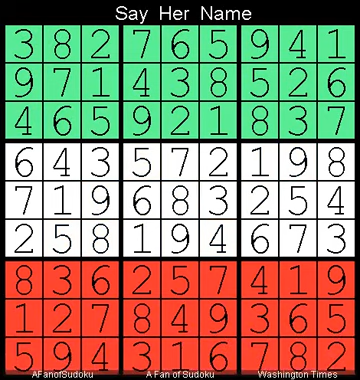 Say Her Name
3 8 2 7 6 5 9 4 1
9 7 1 4 3 8 5 2 6
4 6 5 9 2 1 8 3 7
6 4 3 5 7 2 1 9 8
7 1 9 6 8 3 2 5 4
2 5 8 1 9 4 6 7 3
8 3 6 2 5 7 4 1 9
1 2 7 8 4 9 3 6 5
5 9 4 3 1 6 7 8 2
AFanofSudoku A Fan of Sudoku Washington Times